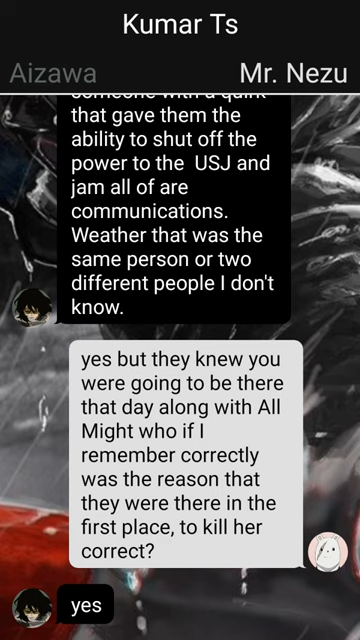 Kumar Ts
Aizawa
Mr. Nezu
someone with a quirk
that gave them the
ability to shut off the
power to the  USJ and
jam all of are
communications.
Weather that was the
same person or two
different people I don't
know.
yes but they knew you
were going to be there
that day along with All
Might who if I
remember correctly
was the reason that
they were there in the
first place, to kill her
correct?
yes